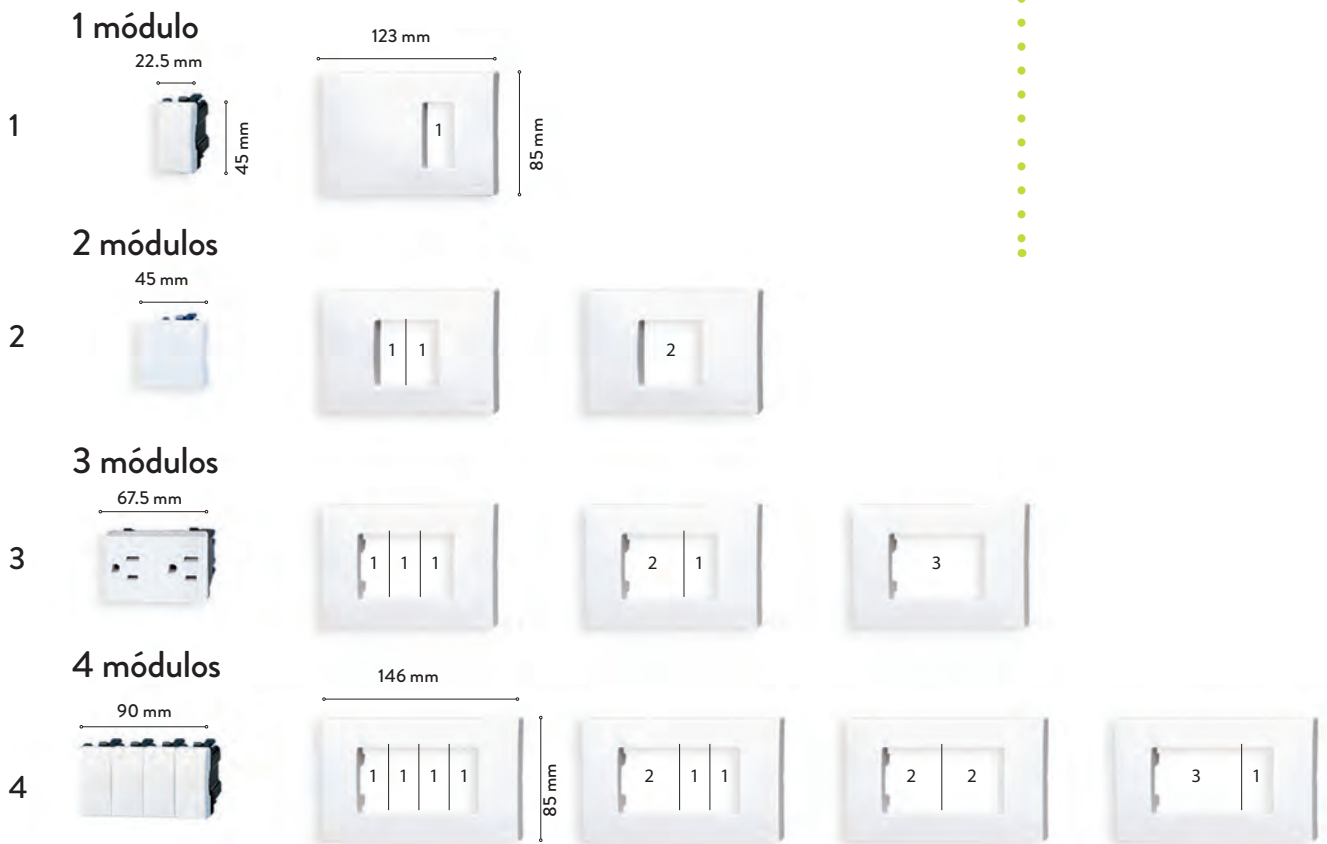 1 módulo
22.5 mm
123 mm
1
45 mm
1
85 mm
2 módulos
45 mm
2
1 1
2
3 módulos
67.5 mm
3
1 1 1
2 1
3
4 módulos
90 mm
146 mm
4
1 1 1 1
85 mm
2 1 1
2 2
3 1